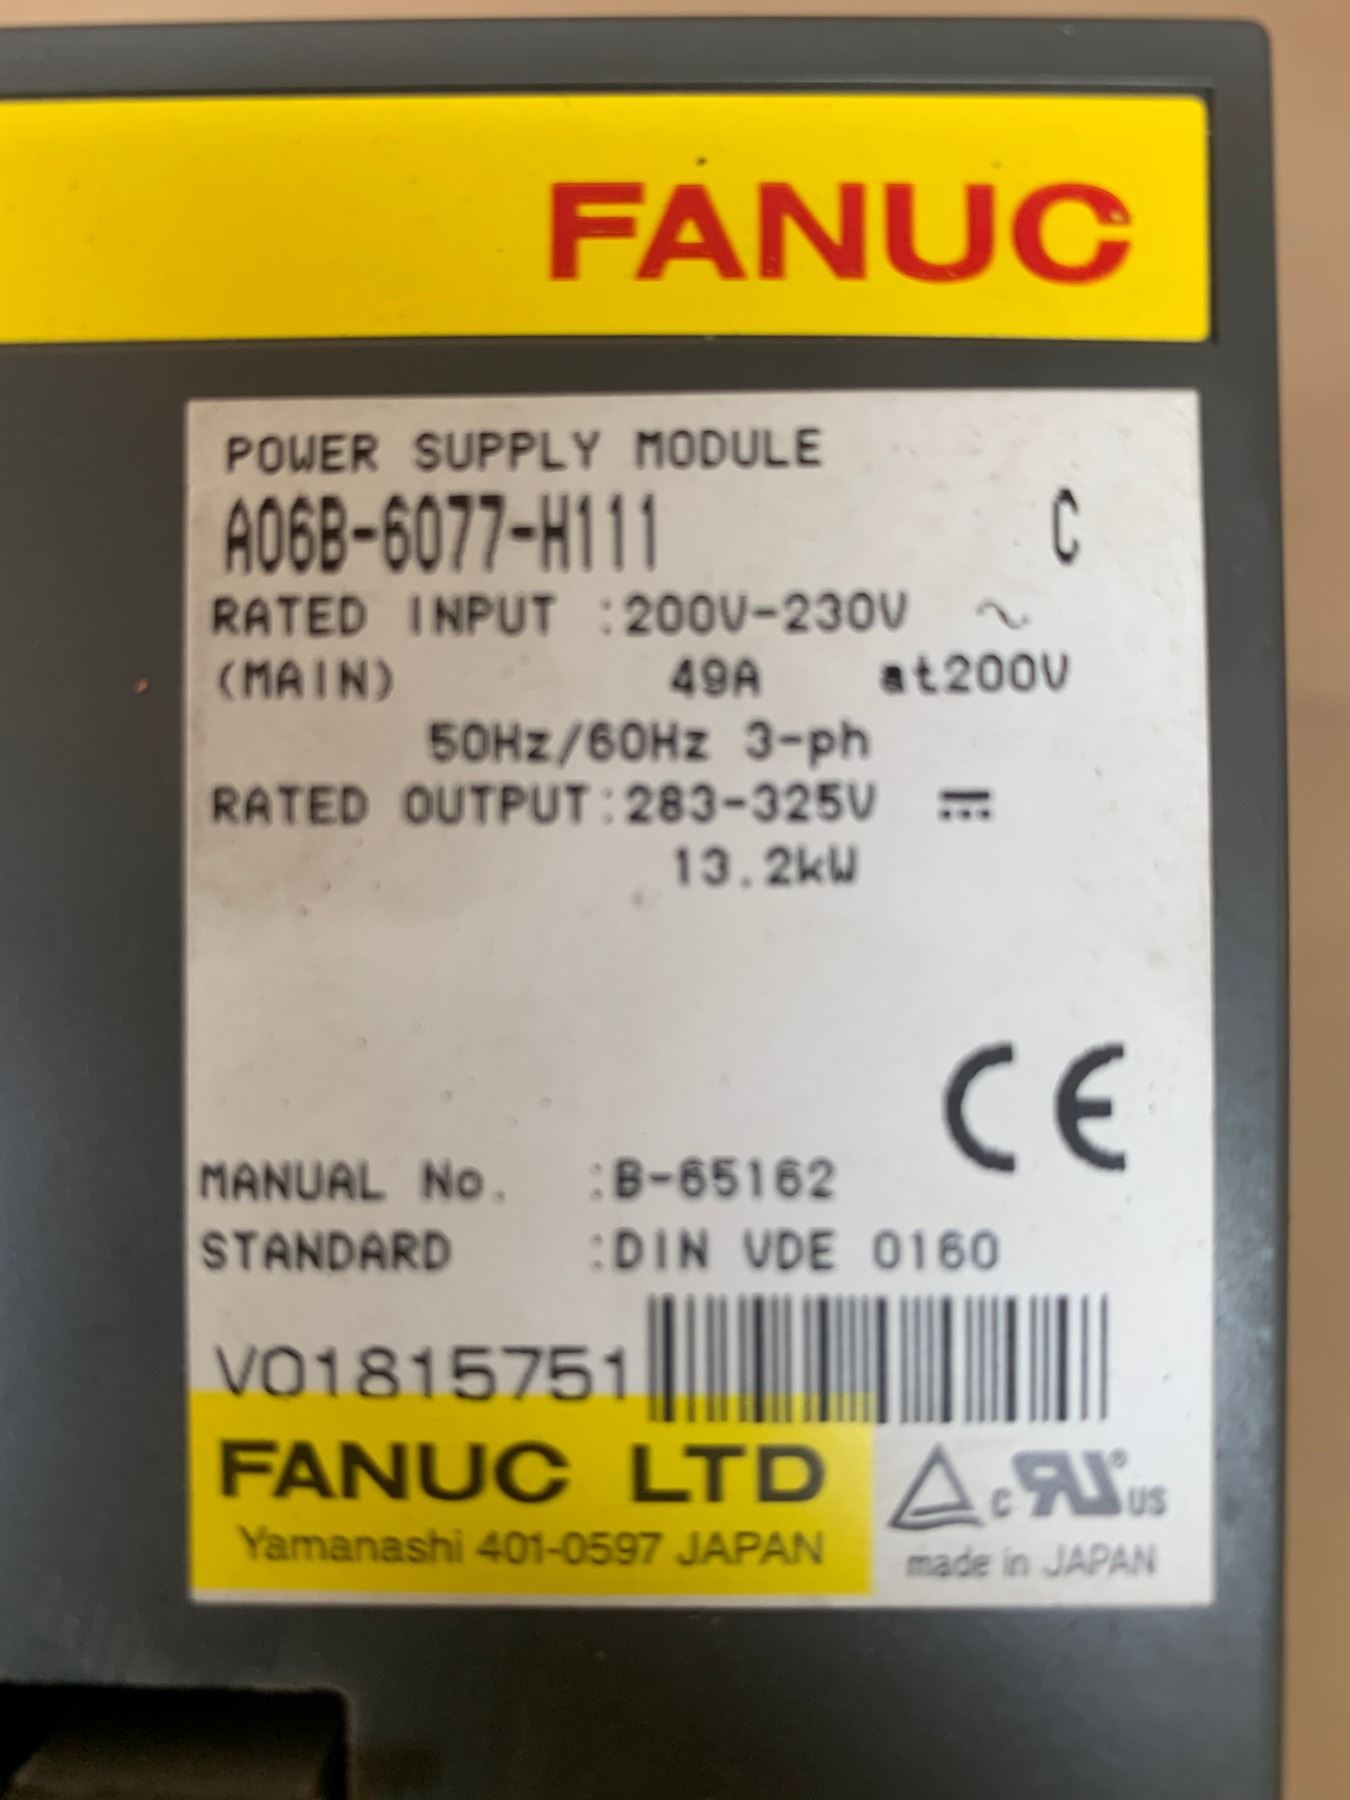 FANUC
POWER SUPPLY MODULE
A06B-6077-H111 C
RATED INPUT :200V-230V ~
(MAIN) 49A at200V
50Hz/60Hz 3-ph
RATED OUTPUT:283-325V ⎓
13.2kW
CE
MANUAL No. :B-65162
STANDARD :DIN VDE 0160
V01815751
FANUC LTD
Yamanashi 401-0597 JAPAN
c RU US
made in JAPAN